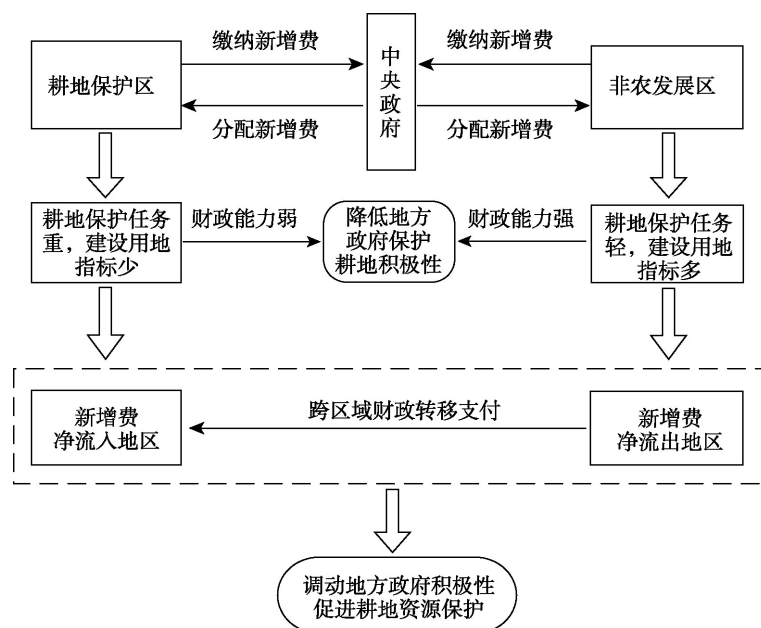 缴纳新增费
中央政府
缴纳新增费
耕地保护区
非农发展区
分配新增费
分配新增费
耕地保护任务
重，建设用地
指标少
财政能力弱
降低地方
政府保护
耕地积极性
财政能力强
耕地保护任务
轻，建设用地
指标多
新增费
净流入地区
跨区域财政转移支付
新增费
净流出地区
调动地方政府积极性
促进耕地资源保护